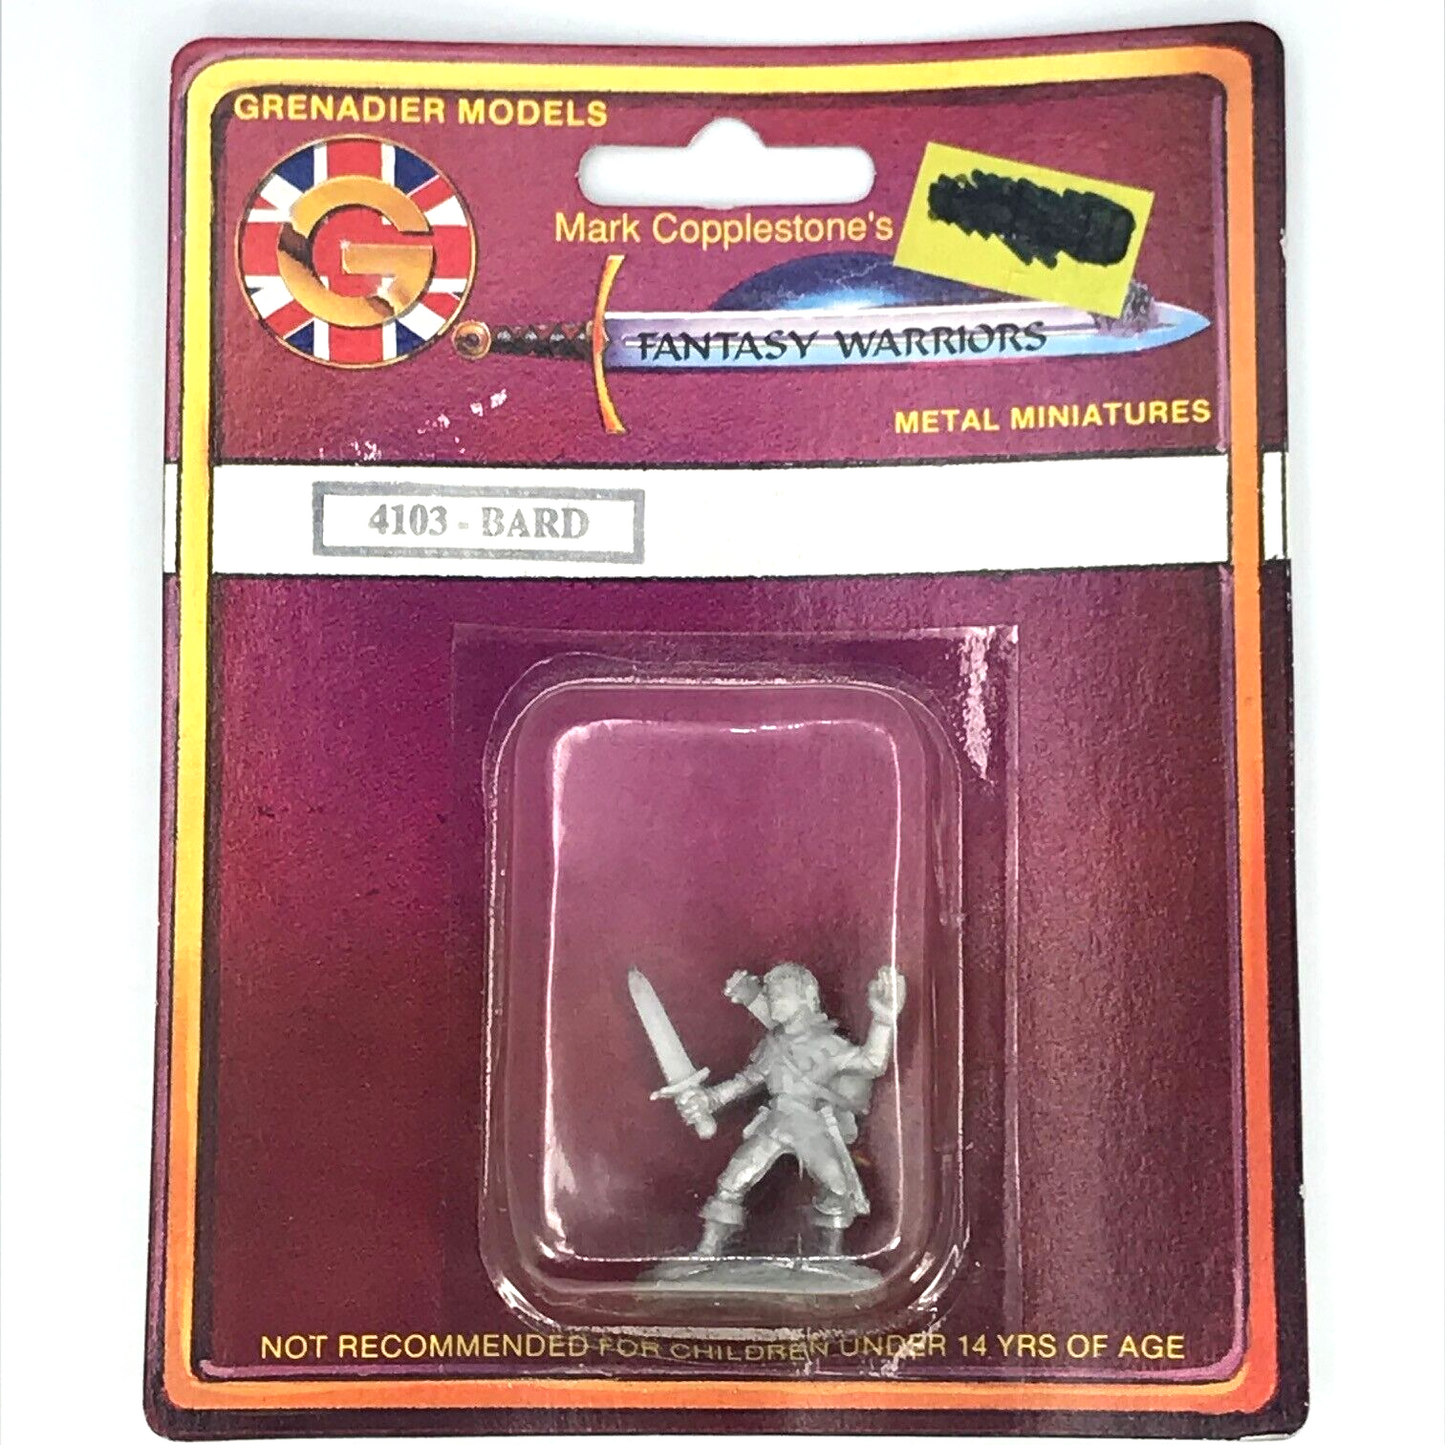 GRENADIER MODELS
G
Mark Copplestone's
FANTASY WARRIORS
METAL MINIATURES
4103 - BARD
NOT RECOMMENDED FOR CHILDREN UNDER 14 YRS OF AGE